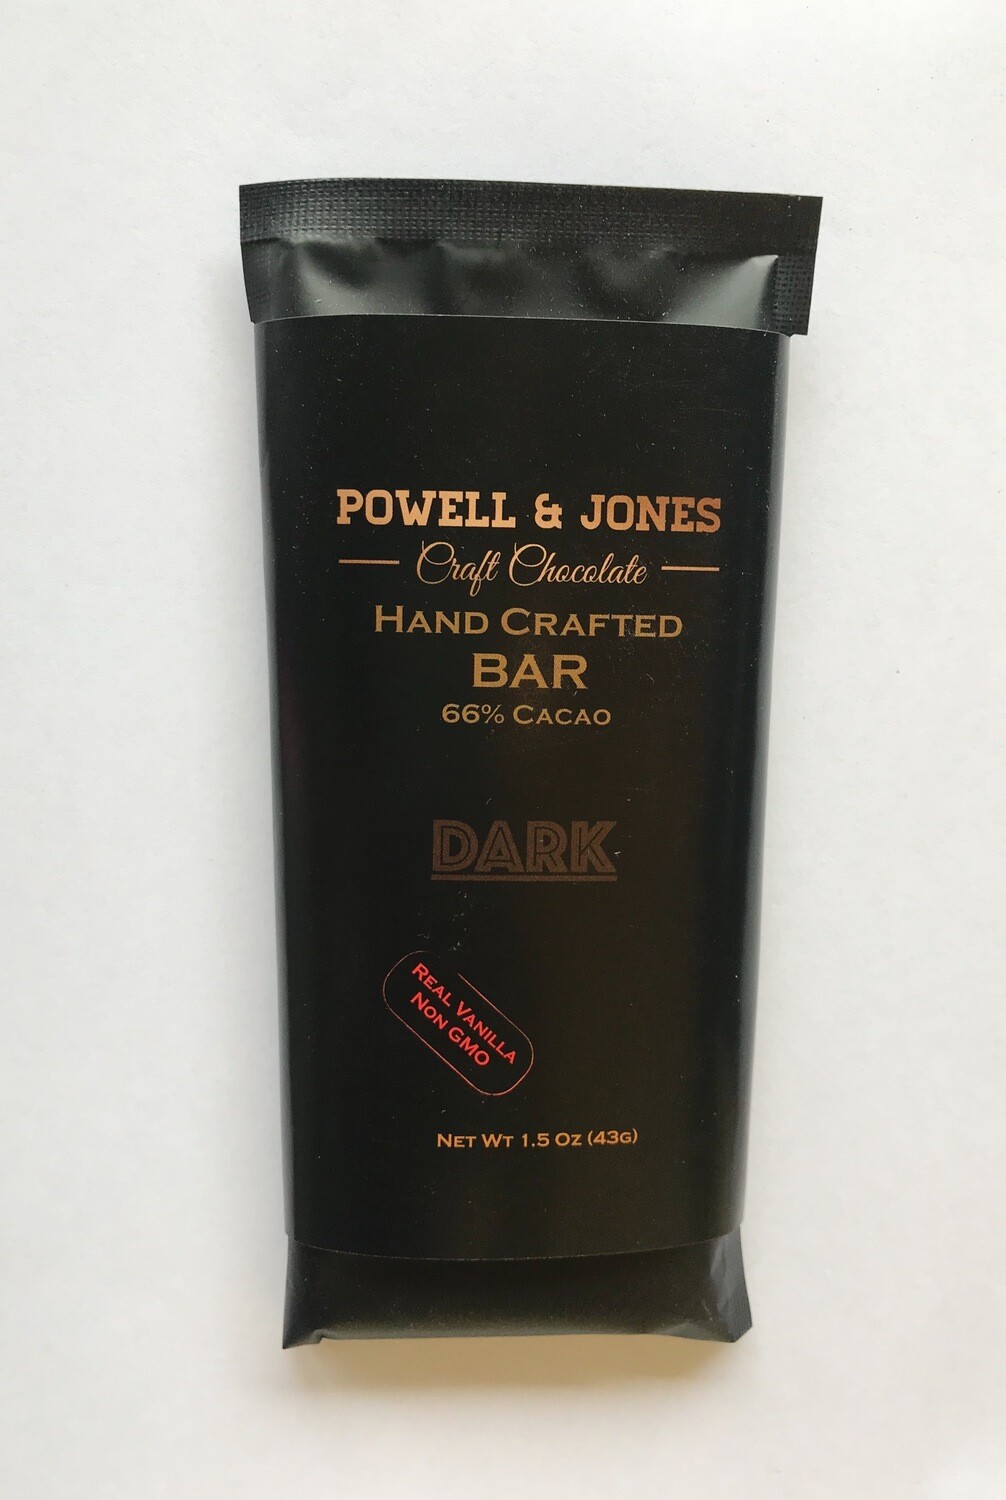 POWELL & JONES
Craft Chocolate
HAND CRAFTED
BAR
66% CACAO
DARK
REAL VANILLA
NON GMO
NET WT 1.5 OZ (43G)